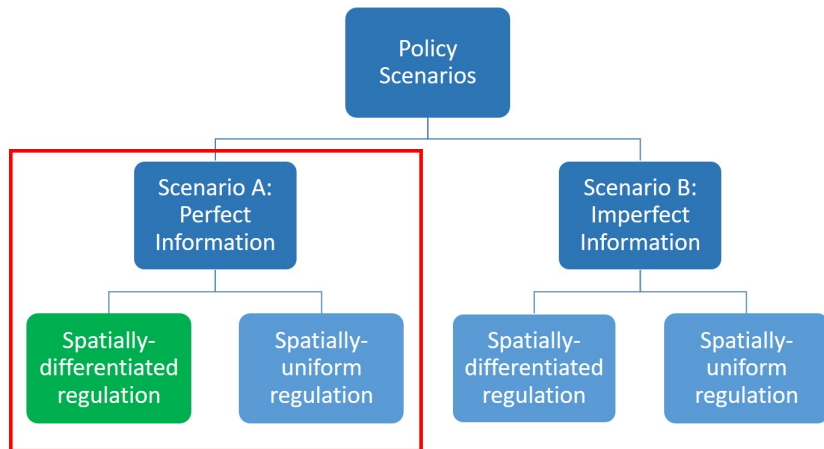 Policy
Scenarios
Scenario A:
Perfect
Information
Scenario B:
Imperfect
Information
Spatially-
differentiated
regulation
Spatially-
uniform
regulation
Spatially-
differentiated
regulation
Spatially-
uniform
regulation